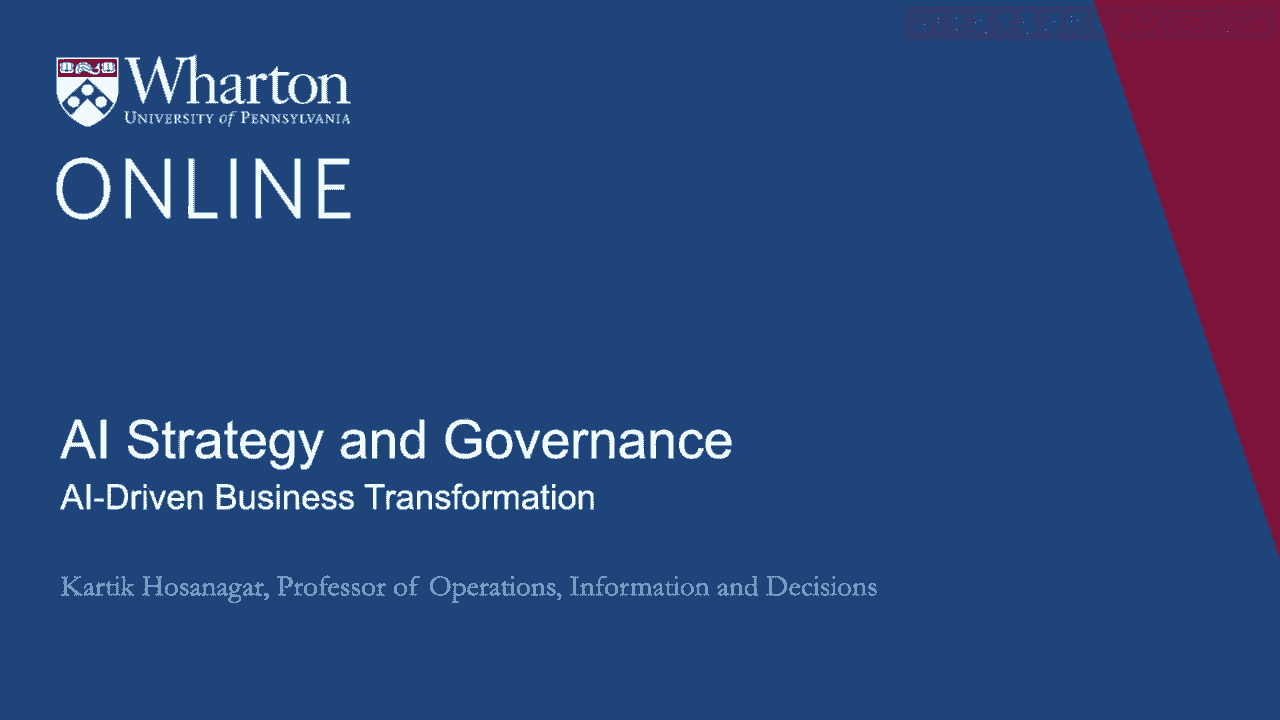 Wharton
UNIVERSITY of PENNSYLVANIA
ONLINE
AI Strategy and Governance
AI-Driven Business Transformation
Kartik Hosanagar, Professor of Operations, Information and Decisions